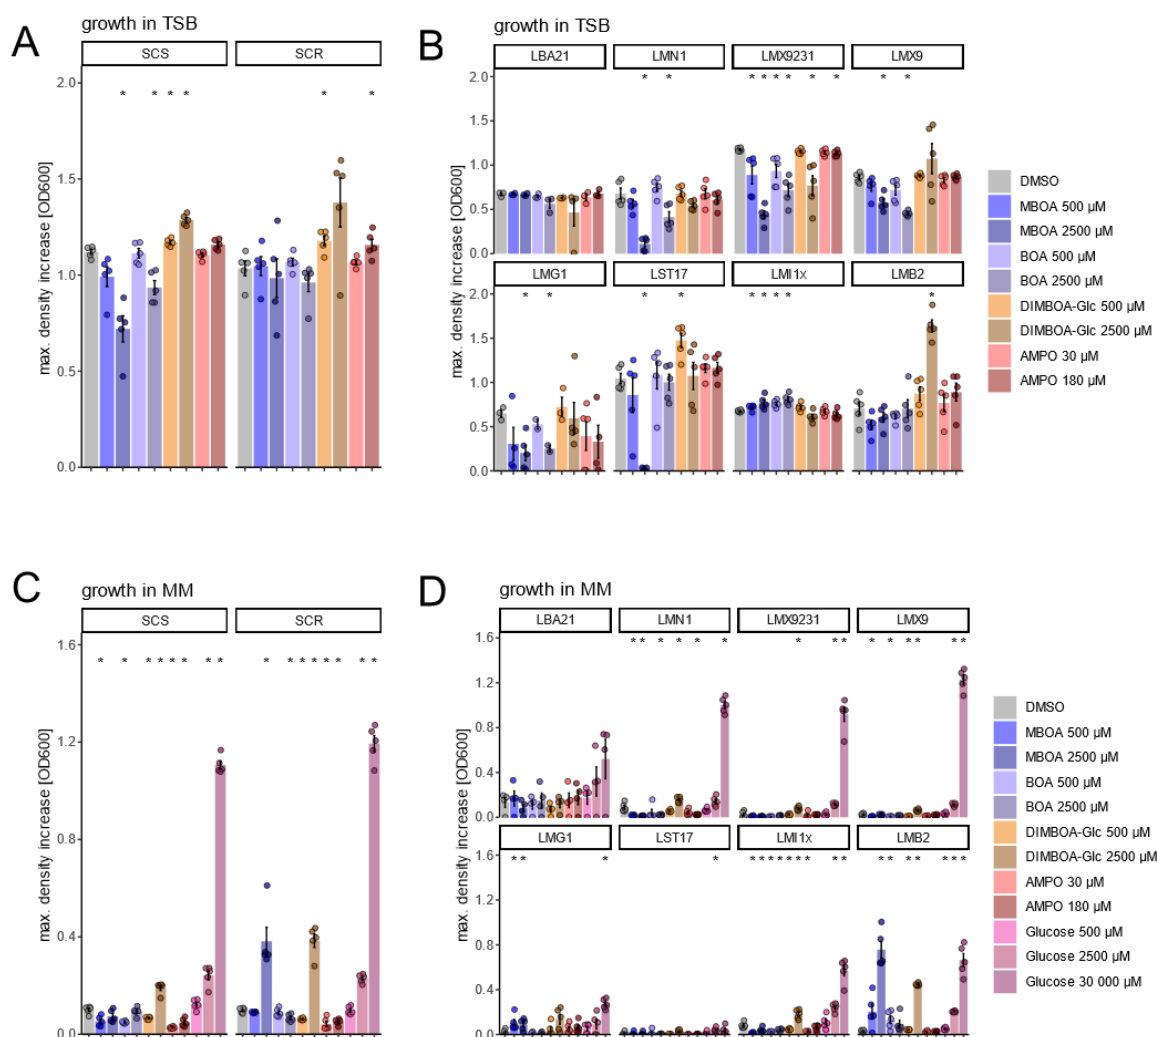 A
growth in TSB
SCS
SCR
max. density increase [OD600]
2.0
1.5
1.0
0.5
0.0
* * * *
* *
B
growth in TSB
LBA21
LMN1
LMX9231
LMX9
2.0
1.5
1.0
0.5
0.0
* *
* * * * * *
* *
max. density increase [OD600]
LMG1
LST17
LMI1x
LMB2
2.0
1.5
1.0
0.5
0.0
* *
* *
* * * *
*
DMSO
MBOA 500 µM
MBOA 2500 µM
BOA 500 µM
BOA 2500 µM
DIMBOA-Glc 500 µM
DIMBOA-Glc 2500 µM
AMPO 30 µM
AMPO 180 µM
C
growth in MM
SCS
SCR
max. density increase [OD600]
1.6
1.2
0.8
0.4
0.0
* * * * * * * *
* * * * * * * *
D
growth in MM
LBA21
LMN1
LMX9231
LMX9
1.6
1.2
0.8
0.4
0.0
* * * * * *
* * *
* * * * * *
max. density increase [OD600]
LMG1
LST17
LMI1x
LMB2
1.6
1.2
0.8
0.4
0.0
* * *
*
* * * * * * * * *
* * * * * * *
DMSO
MBOA 500 µM
MBOA 2500 µM
BOA 500 µM
BOA 2500 µM
DIMBOA-Glc 500 µM
DIMBOA-Glc 2500 µM
AMPO 30 µM
AMPO 180 µM
Glucose 500 µM
Glucose 2500 µM
Glucose 30 000 µM